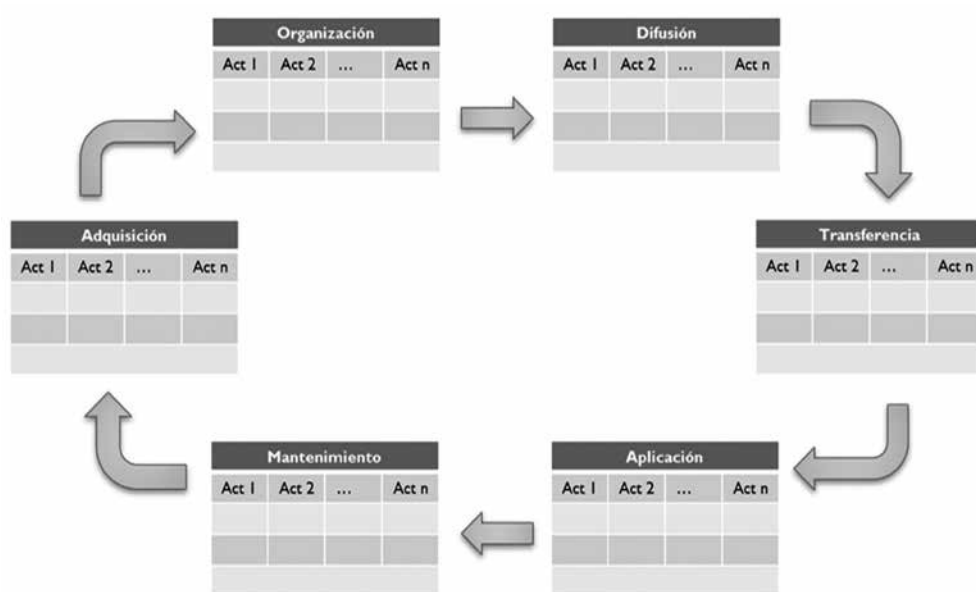 Organización
Act 1 Act 2 ... Act n
Difusión
Act 1 Act 2 ... Act n
Adquisición
Act 1 Act 2 ... Act n
Transferencia
Act 1 Act 2 ... Act n
Mantenimiento
Act 1 Act 2 ... Act n
Aplicación
Act 1 Act 2 ... Act n